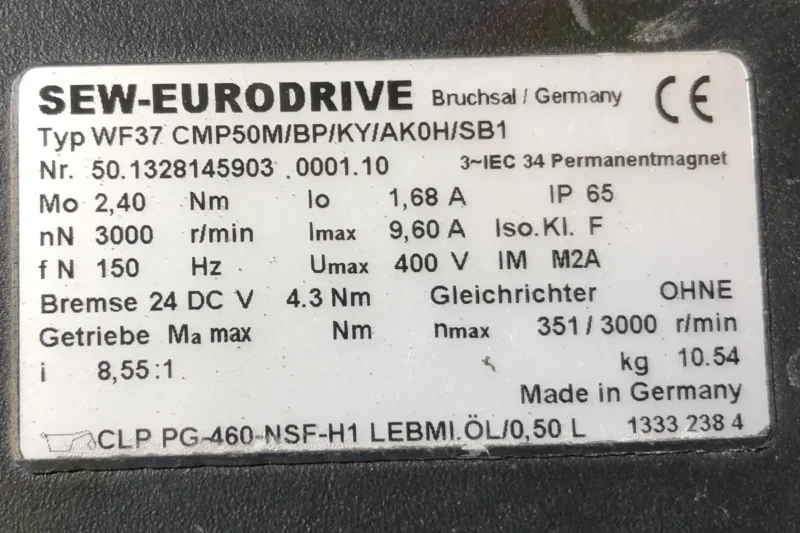 SEW-EURODRIVE Bruchsal / Germany CE
Typ WF37 CMP50M/BP/KY/AK0H/SB1
Nr. 50.1328145903 .0001.10 3~IEC 34 Permanentmagnet
Mo 2,40 Nm Io 1,68 A IP 65
nN 3000 r/min Imax 9,60 A Iso.Kl. F
f N 150 Hz Umax 400 V IM M2A
Bremse 24 DC V 4.3 Nm Gleichrichter OHNE
Getriebe Ma max Nm nmax 351 / 3000 r/min
i 8,55:1 kg 10.54
Made in Germany
CLP PG-460-NSF-H1 LEBMI.ÖL/0,50 L 1333 238 4